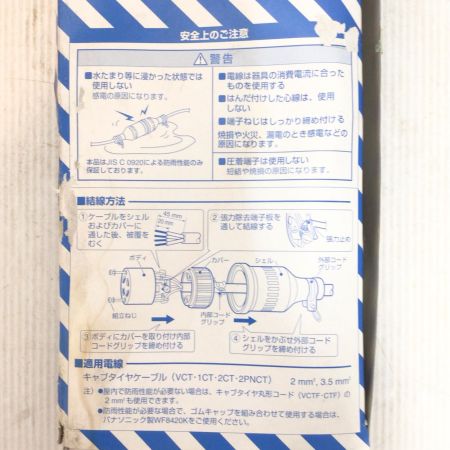 安全上のご注意
警告
■水たまり等に浸かった状態では
使用しない
感電の原因になります。
本品はJIS C 0920による防雨性能のみ
保証しております。
■電線は器具の消費電流に合った
ものを使用する
■はんだ付けした心線は、使用
しない
■端子ねじはしっかり締め付ける
焼損や火災、漏電のとき感電などの
原因になります。
■圧着端子は使用しない
短絡や焼損の原因になります。
■結線方法
①ケーブルをシェル
およびカバーに
通した後、被覆を
むく
45 mm
30 mm
②張力除去端子板を
通して結線する
張力止め
ボディ
カバー
シェル
外部コード
グリップ
組立ねじ
内部コード
グリップ
③ボディにカバーを取り付け内部
コードグリップを締め付ける
④シェルをかぶせ外部コード
グリップを締め付ける
■適用電線
キャブタイヤケーブル(VCT・1CT・2CT・2PNCT) 2 mm², 3.5 mm²
注)●屋内で防雨性能が必要ない場合は、キャブタイヤ丸形コード(VCTF・CTF)の
2 mm²も使用できます。
●防雨性能が必要な場合で、ゴムキャップを組み合わせて使用する場合は、
パナソニック製WF8420Kをご使用ください。